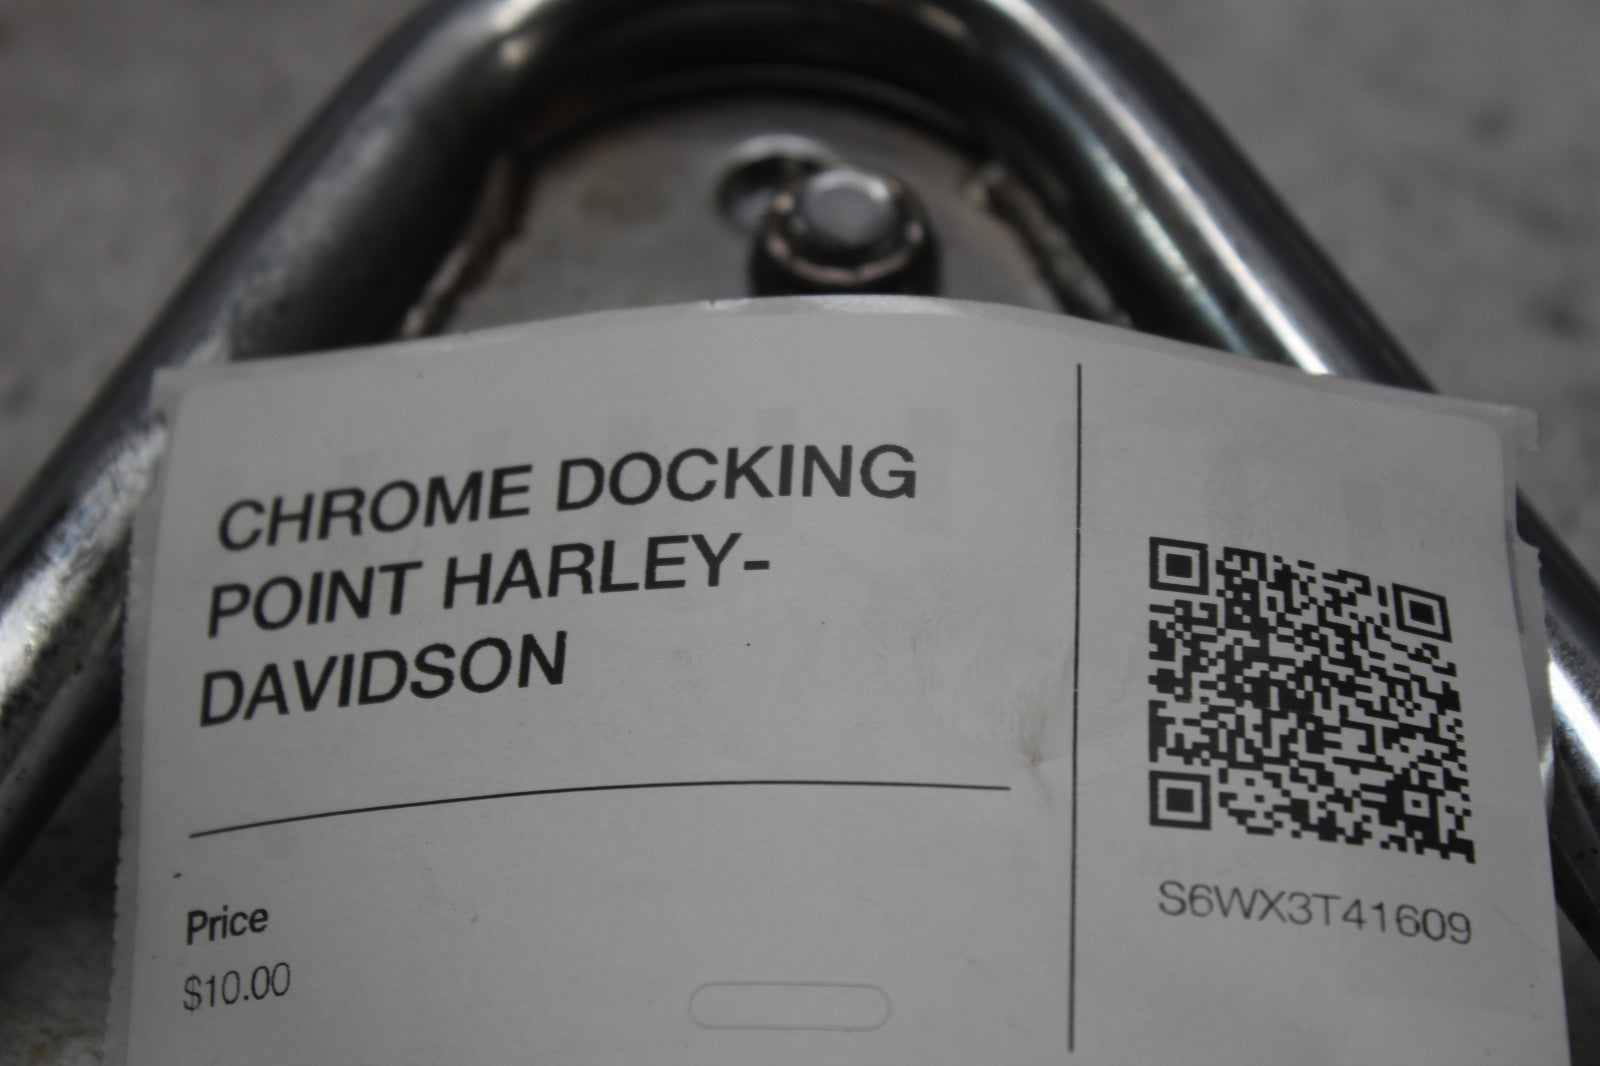 CHROME DOCKING
POINT HARLEY-
DAVIDSON
Price
$10.00
S6WX3T41609